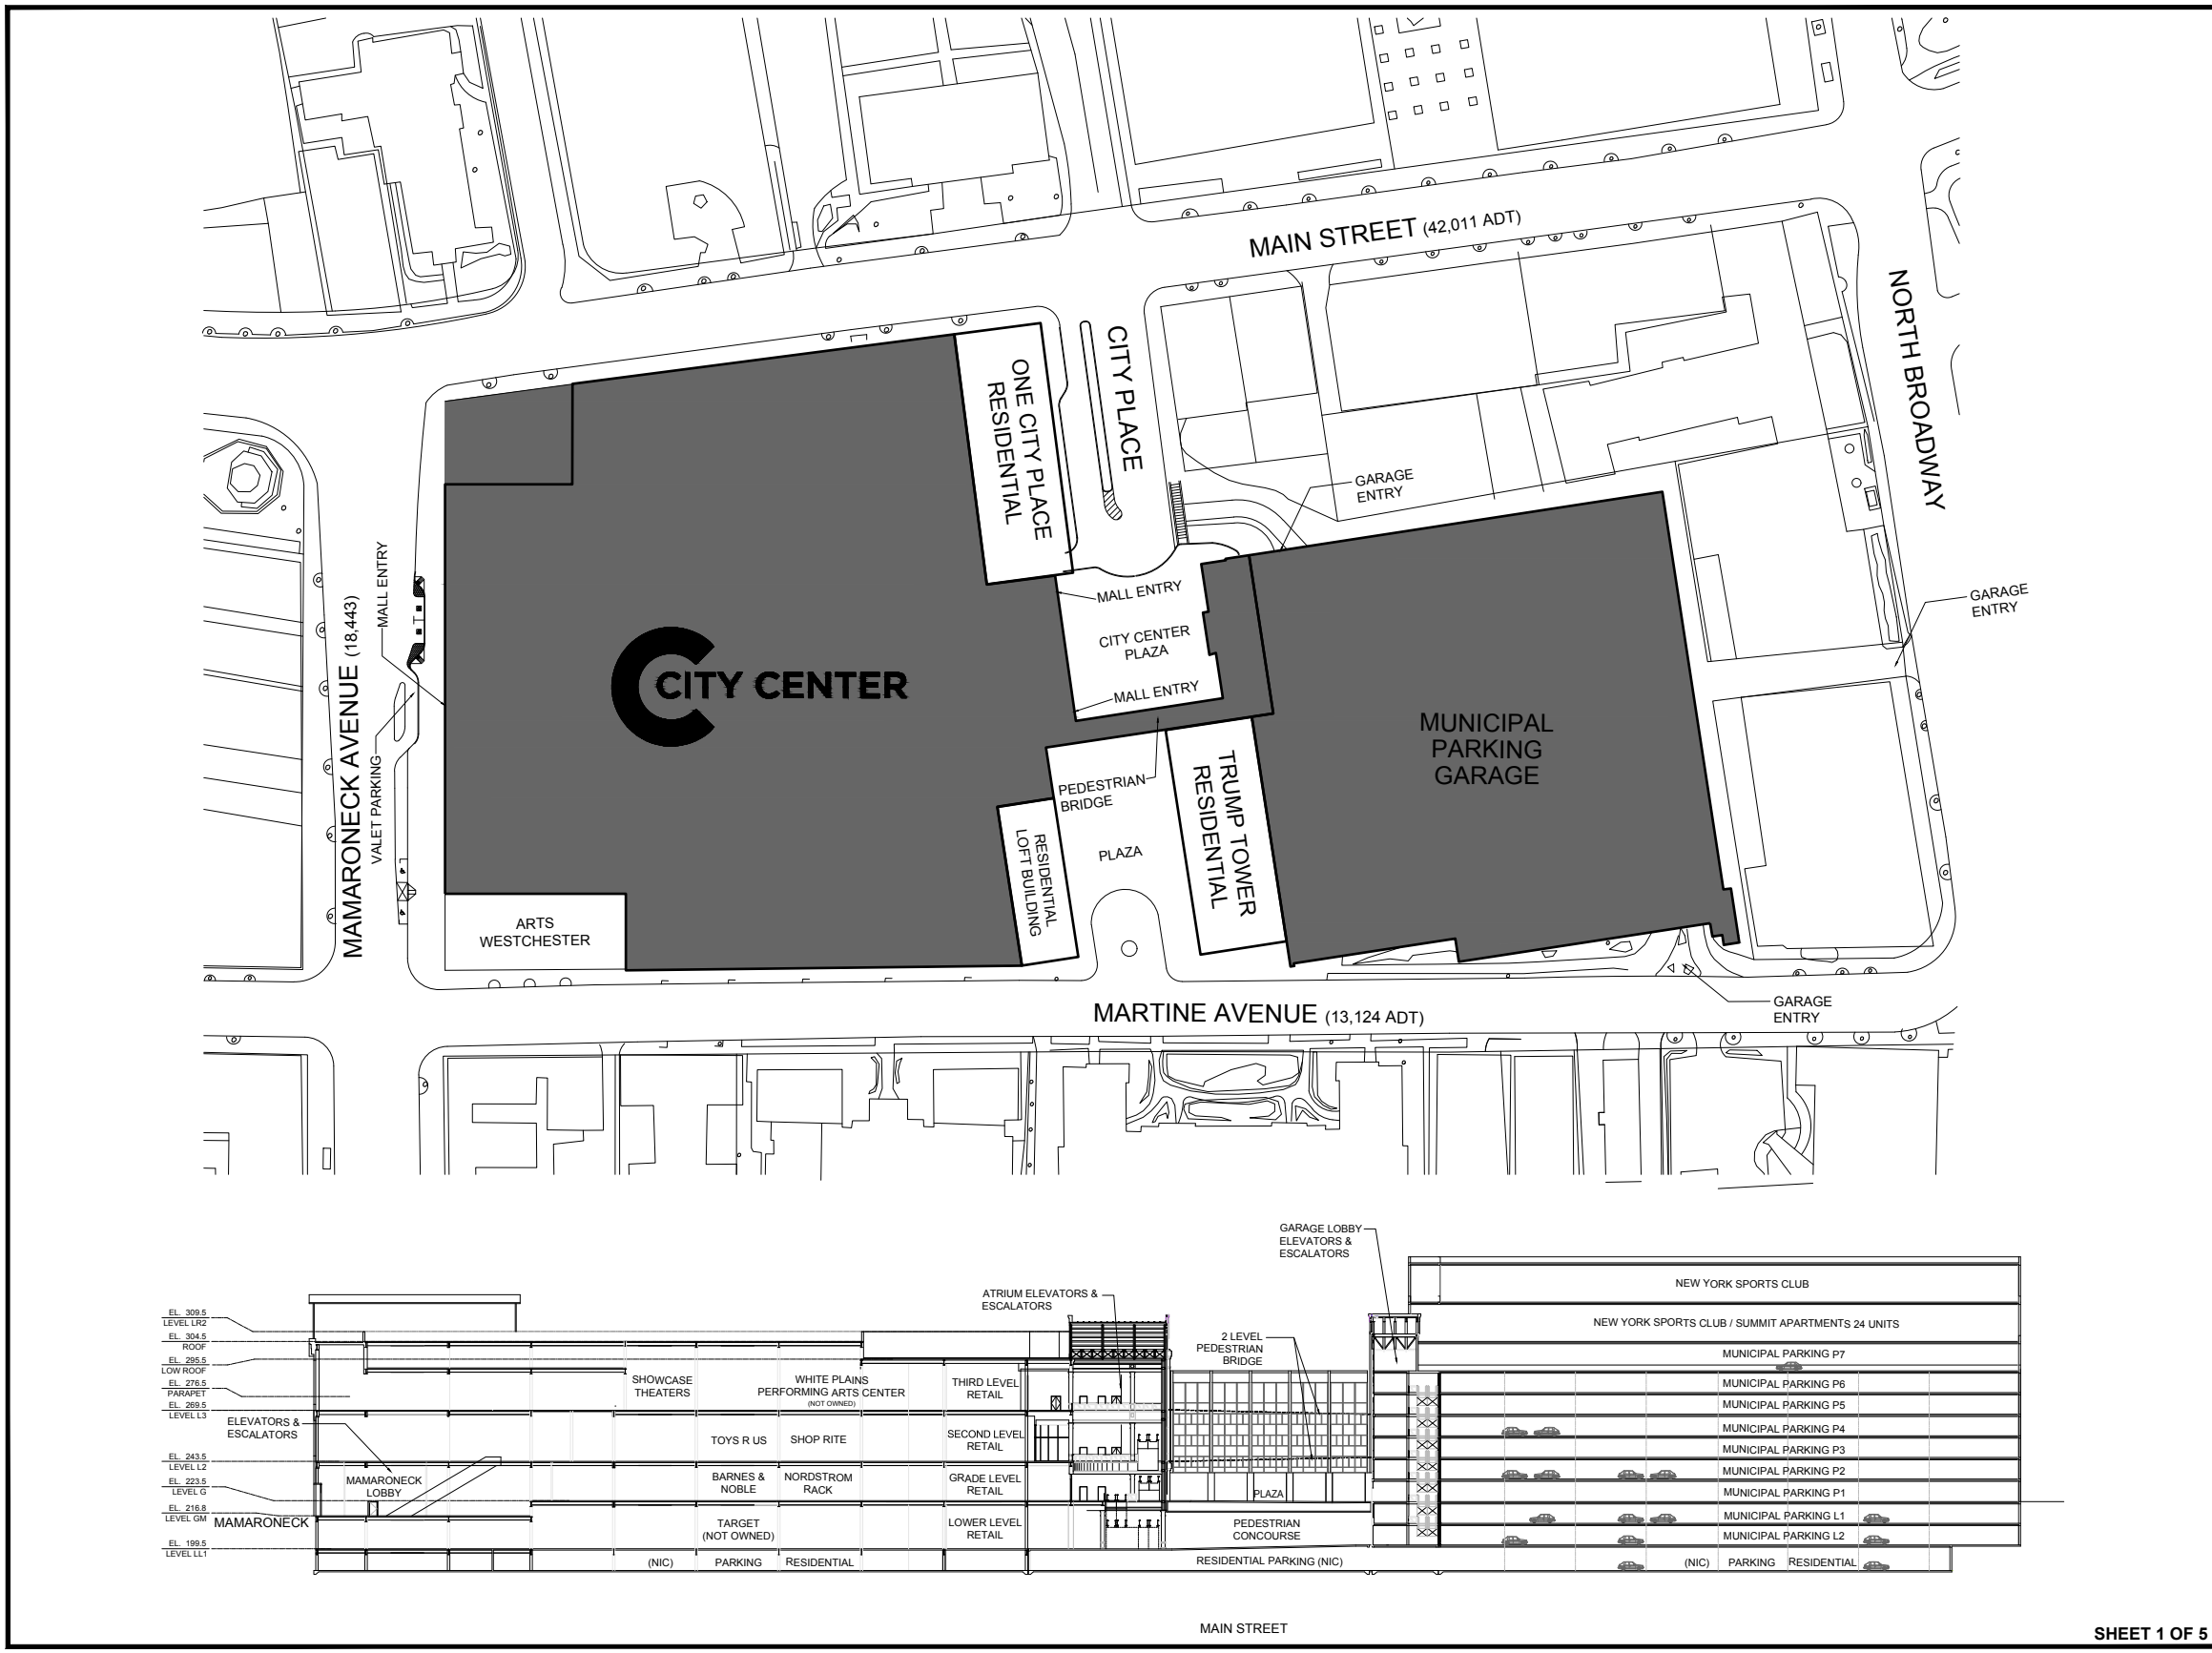 MAIN STREET (42,011 ADT)
NORTH BROADWAY
CITY PLACE
ONE CITY PLACE
RESIDENTIAL
GARAGE
ENTRY
MALL ENTRY
MAMARONECK AVENUE (18,443)
VALET PARKING
MALL ENTRY
CITY CENTER
PLAZA
MALL ENTRY
GARAGE
ENTRY
CITY CENTER
MUNICIPAL
PARKING
GARAGE
PEDESTRIAN
BRIDGE
TRUMP TOWER
RESIDENTIAL
RESIDENTIAL
LOFT BUILDING
PLAZA
ARTS
WESTCHESTER
MARTINE AVENUE (13,124 ADT)
GARAGE
ENTRY
GARAGE LOBBY
ELEVATORS &
ESCALATORS
ATRIUM ELEVATORS &
ESCALATORS
2 LEVEL
PEDESTRIAN
BRIDGE
NEW YORK SPORTS CLUB
NEW YORK SPORTS CLUB / SUMMIT APARTMENTS 24 UNITS
MUNICIPAL PARKING P7
MUNICIPAL PARKING P6
MUNICIPAL PARKING P5
MUNICIPAL PARKING P4
MUNICIPAL PARKING P3
MUNICIPAL PARKING P2
MUNICIPAL PARKING P1
MUNICIPAL PARKING L1
MUNICIPAL PARKING L2
(NIC) PARKING RESIDENTIAL
EL. 309.5
LEVEL LR2
EL. 304.5
ROOF
EL. 295.5
LOW ROOF
EL. 276.5
PARAPET
EL. 269.5
LEVEL L3
EL. 243.5
LEVEL L2
EL. 223.5
LEVEL G
EL. 216.8
LEVEL GM
EL. 199.5
LEVEL LL1
ELEVATORS &
ESCALATORS
MAMARONECK
LOBBY
MAMARONECK
SHOWCASE
THEATERS
WHITE PLAINS
PERFORMING ARTS CENTER
(NOT OWNED)
THIRD LEVEL
RETAIL
TOYS R US
SHOP RITE
SECOND LEVEL
RETAIL
BARNES &
NOBLE
NORDSTROM
RACK
GRADE LEVEL
RETAIL
TARGET
(NOT OWNED)
LOWER LEVEL
RETAIL
(NIC) PARKING RESIDENTIAL
PLAZA
PEDESTRIAN
CONCOURSE
RESIDENTIAL PARKING (NIC)
MAIN STREET
SHEET 1 OF 5